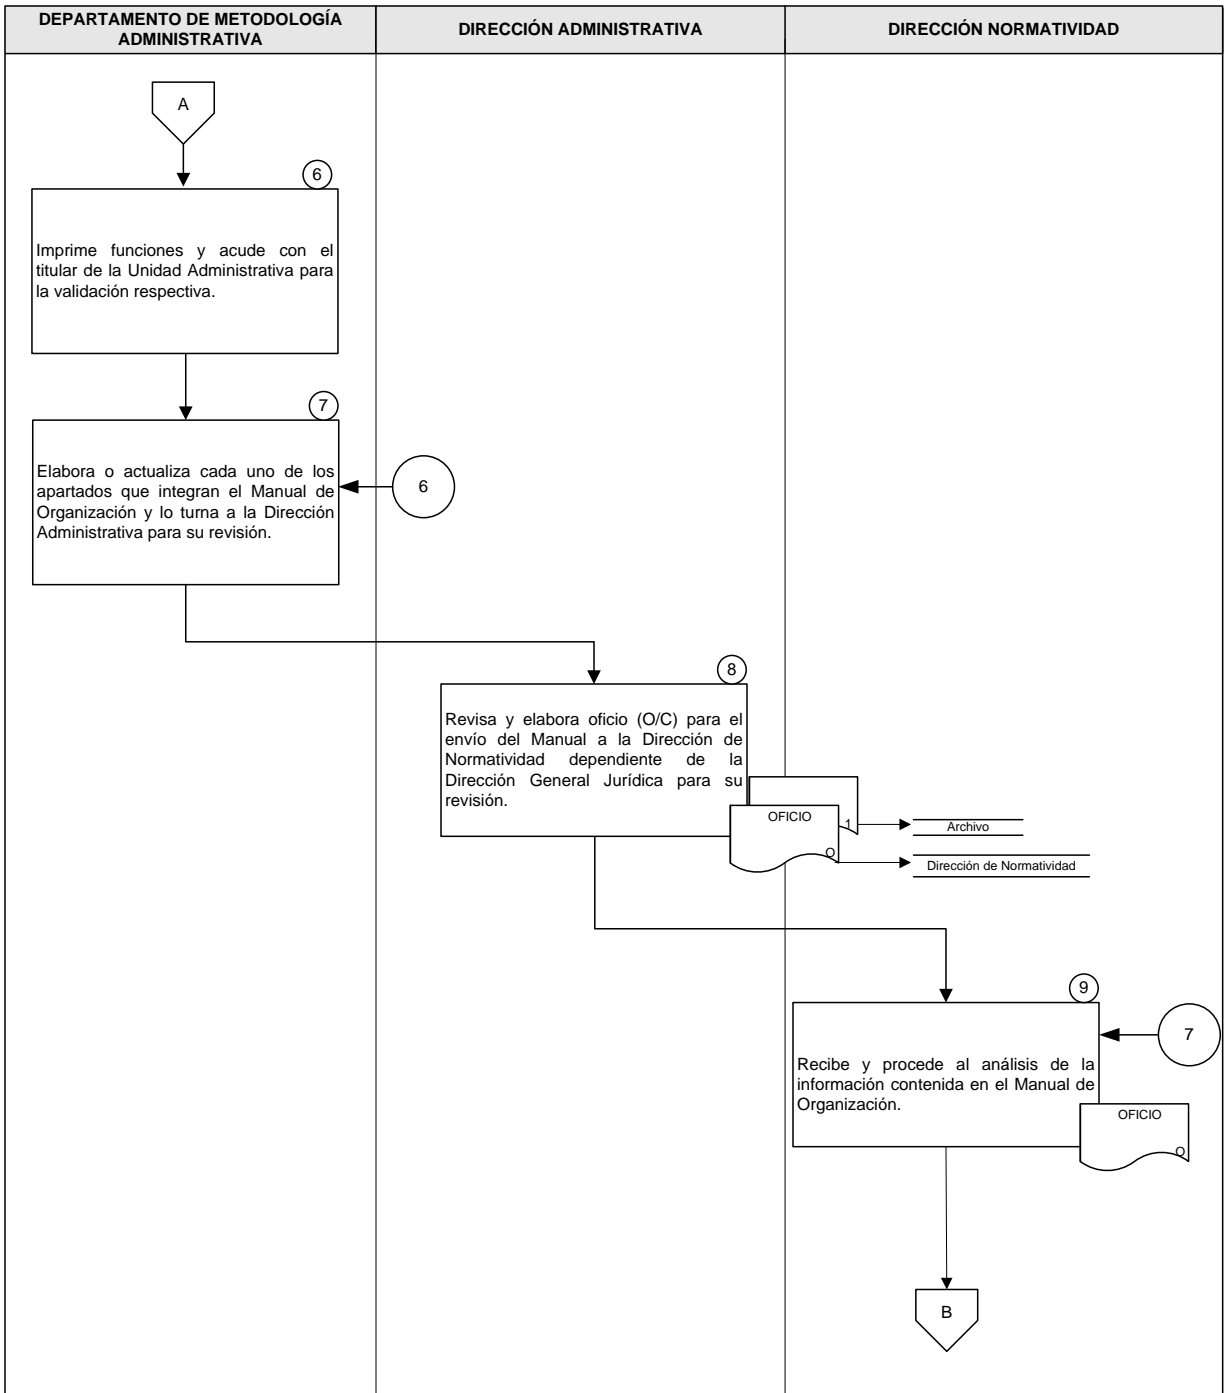 DEPARTAMENTO DE METODOLOGÍA
ADMINISTRATIVA
DIRECCIÓN ADMINISTRATIVA
DIRECCIÓN NORMATIVIDAD
A
6
Imprime funciones y acude con el
titular de la Unidad Administrativa para
la validación respectiva.
7
Elabora o actualiza cada uno de los
apartados que integran el Manual de
Organización y lo turna a la Dirección
Administrativa para su revisión.
6
8
Revisa y elabora oficio (O/C) para el
envío del Manual a la Dirección de
Normatividad dependiente de la
Dirección General Jurídica para su
revisión.
OFICIO
1
O
Archivo
Dirección de Normatividad
9
7
Recibe y procede al análisis de la
información contenida en el Manual de
Organización.
OFICIO
O
B